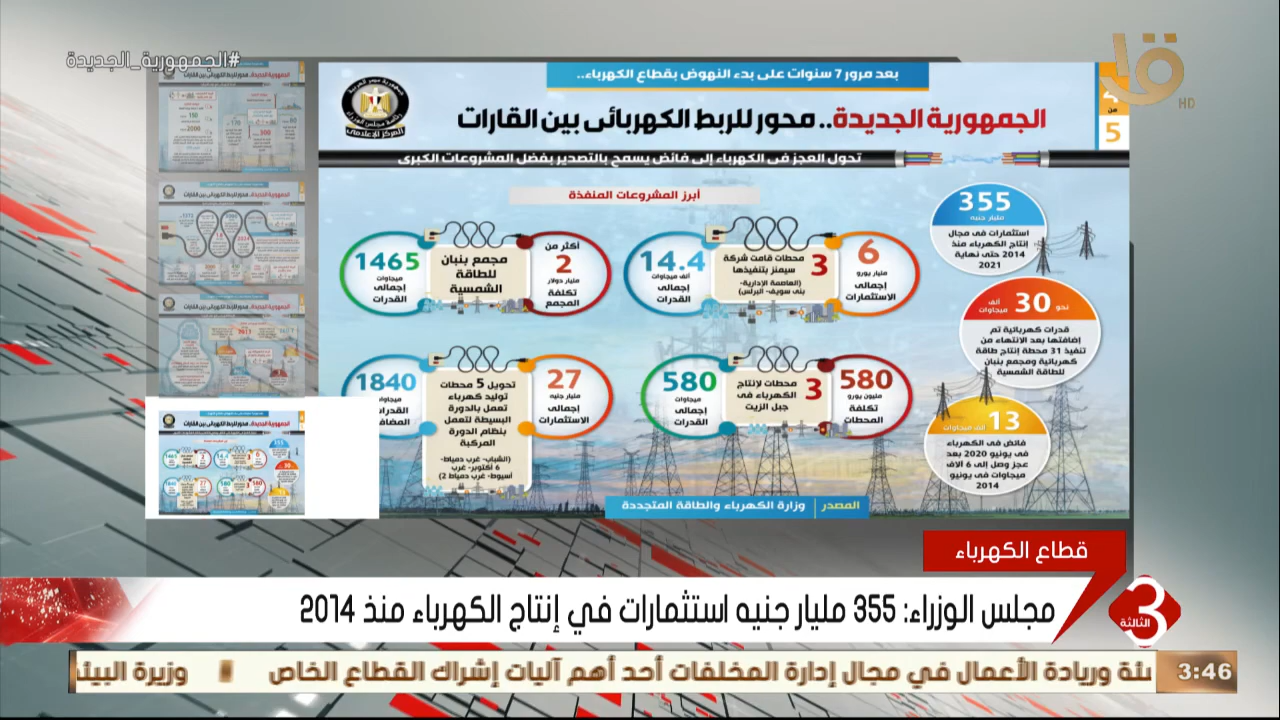 #الجمهورية_الجديدة
HD
بعد مرور 7 سنوات على بدء النهوض بقطاع الكهرباء..
الجمهورية الجديدة.. محور للربط الكهربائى بين القارات
من
5
تحول العجز فى الكهرباء إلى فائض يسمح بالتصدير بفضل المشروعات الكبرى
أبرز المشروعات المنفذة
355
مليار جنيه
استثمارات فى مجال
إنتاج الكهرباء منذ
2014 حتى نهاية
2021
نحو 30 ألف ميجاوات
قدرات كهربائية تم
إضافتها بعد الانتهاء من
تنفيذ 31 محطة إنتاج طاقة
كهربائية ومجمع بنبان
للطاقة الشمسية
13 ألف ميجاوات
فائض فى الكهرباء
فى يونيو 2020 بعد
عجز وصل إلى 6 آلاف
ميجاوات فى يونيو
2014
6
مليار يورو
إجمالى
الاستثمارات
3 محطات قامت شركة
سيمنز بتنفيذها
(العاصمة الإدارية-
بنى سويف- البرلس)
14.4
ألف ميجاوات
إجمالى
القدرات
أكثر من
2
مليار دولار
تكلفة
المجمع
مجمع بنبان
للطاقة
الشمسية
1465
ميجاوات
إجمالى
القدرات
580
مليون يورو
تكلفة
المحطات
3 محطات لإنتاج
الكهرباء فى
جبل الزيت
580
ميجاوات
إجمالى
القدرات
27
مليار جنيه
إجمالى
الاستثمارات
تحويل 5 محطات
توليد كهرباء
تعمل بالدورة
البسيطة لتعمل
بنظام الدورة
المركبة
(الشباب- غرب دمياط-
6 أكتوبر- غرب
أسيوط- غرب دمياط 2)
1840
ميجاوات
المصدر وزارة الكهرباء والطاقة المتجددة
قطاع الكهرباء
مجلس الوزراء: 355 مليار جنيه استثمارات في إنتاج الكهرباء منذ 2014
3
الثالثة
3:46
وريادة الأعمال في مجال إدارة المخلفات أحد أهم آليات إشراك القطاع الخاص
وزيرة